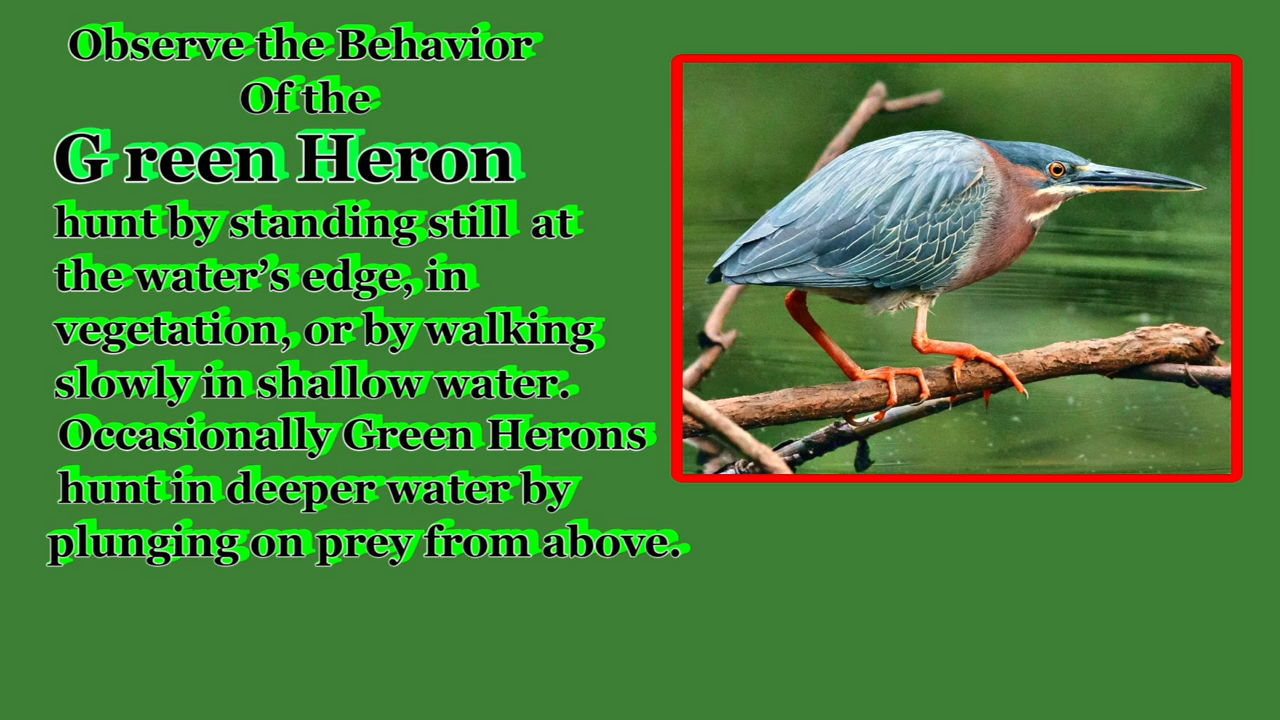 Observe the Behavior
Of the
G reen Heron
hunt by standing still at
the water’s edge, in
vegetation, or by walking
slowly in shallow water.
Occasionally Green Herons
hunt in deeper water by
plunging on prey from above.